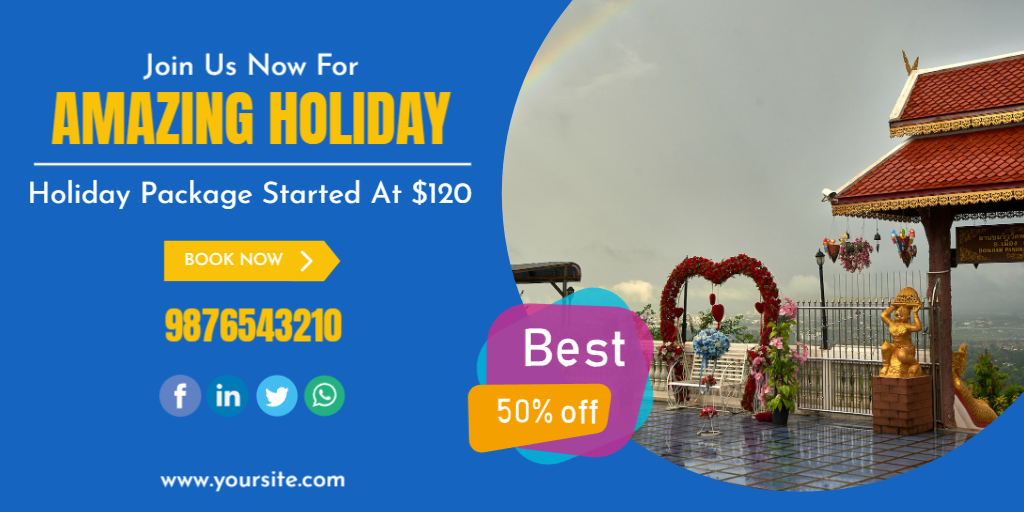 Join Us Now For
AMAZING HOLIDAY
Holiday Package Started At $120
BOOK NOW
9876543210
f
in
www.yoursite.com
Best
50% off